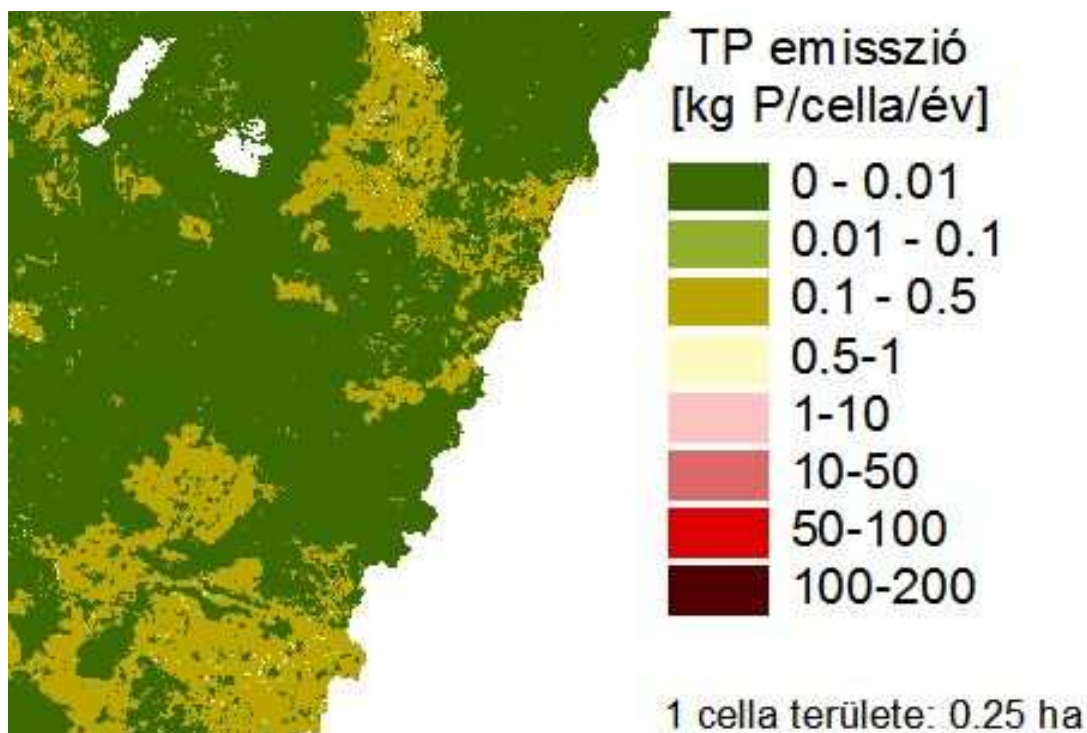 TP emisszió
[kg P/cella/év]
0 - 0.01
0.01 - 0.1
0.1 - 0.5
0.5-1
1-10
10-50
50-100
100-200
1 cella területe: 0.25 ha